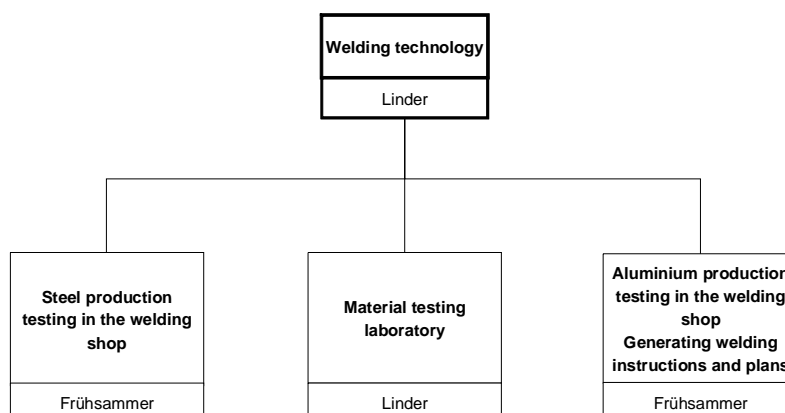 Welding technology
Linder
Steel production
testing in the welding
shop
Frühsammer
Material testing
laboratory
Linder
Aluminium production
testing in the welding
shop
Generating welding
instructions and plans
Frühsammer